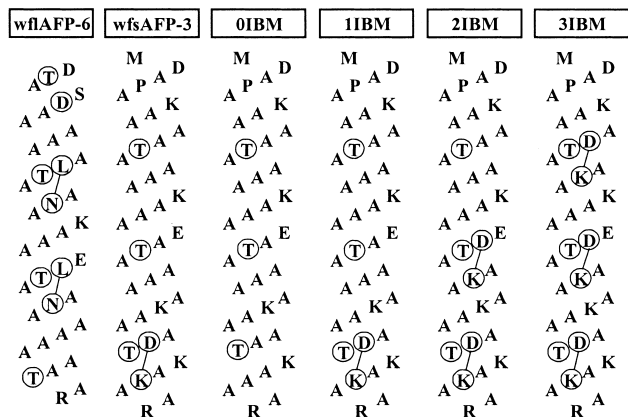 wflAFP-6 wfsAFP-3 0IBM 1IBM 2IBM 3IBM
A T D
A A D S
A A A
A T L A
A N A
A A A K
A T L E
A N A
A A A A
T A A
R A
M
A P A D
A A K
A T A A
A A A
A A A K
A T A E
A A A
A A K A
T D A
A K A K
R A
M
A P A D
A A K
A T A A
A A A
A A A K
A T A E
A A A
A A K A
T A A
A A A K
R A
M
A P A D
A A K
A T A A
A A A
A A A K
A T A E
A A A
A A K A
T D A
A K A K
R A
M
A P A D
A A K
A T A A
A A A
A A A K
A T D E
A K A
A A K A
T D A
A K A K
R A
M
A P A D
A A K
A T D A
A K A
A A A K
A T D E
A K A
A A K A
T D A
A K A K
R A